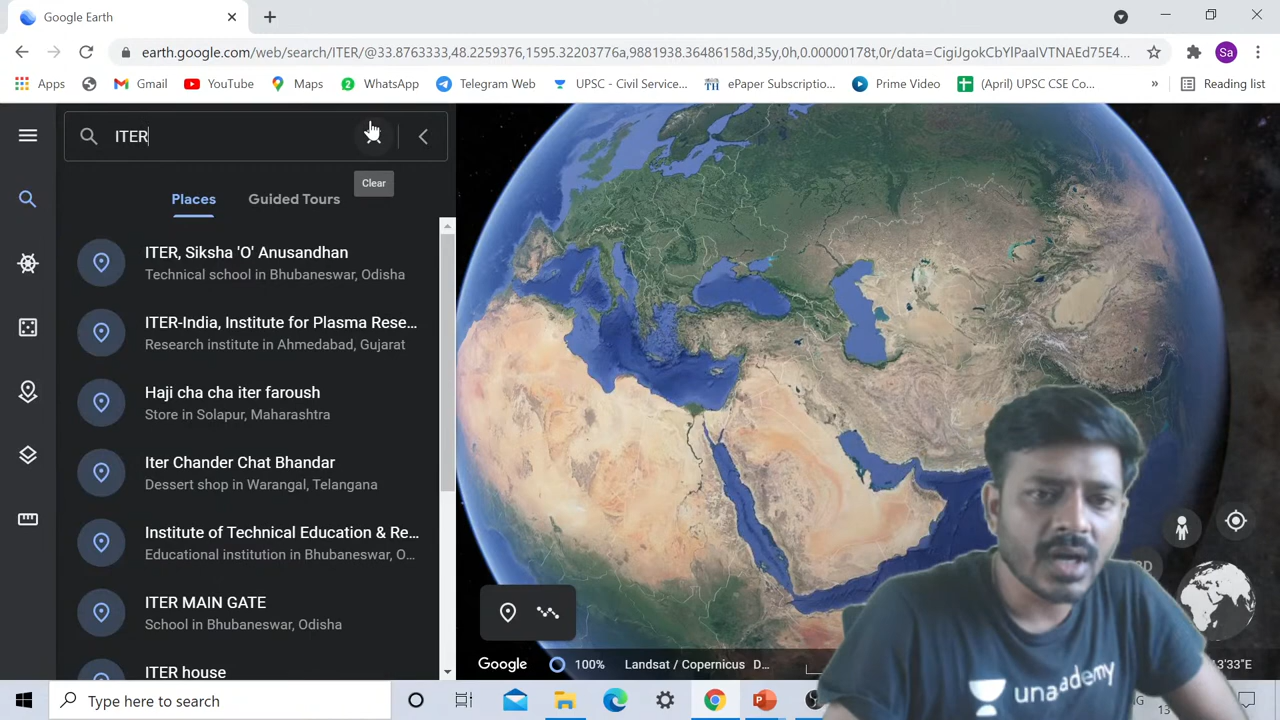 Google Earth
earth.google.com/web/search/ITER/@33.8763333,48.2259376,1595.32203776a,9881938.36486158d,35y,0h,0.00000178t,0r/data=CigiJgokCbYlPaalVTNAEd75E4...
Sa
Apps Gmail YouTube Maps WhatsApp Telegram Web UPSC - Civil Service... ePaper Subscriptio... Prime Video (April) UPSC CSE Co... » Reading list
ITER
Clear
Places Guided Tours
ITER, Siksha 'O' Anusandhan
Technical school in Bhubaneswar, Odisha
ITER-India, Institute for Plasma Rese...
Research institute in Ahmedabad, Gujarat
Haji cha cha iter faroush
Store in Solapur, Maharashtra
Iter Chander Chat Bhandar
Dessert shop in Warangal, Telangana
Institute of Technical Education & Re...
Educational institution in Bhubaneswar, O...
ITER MAIN GATE
School in Bhubaneswar, Odisha
ITER house
Google 100% Landsat / Copernicus D... 13'33"E
Type here to search
unacademy